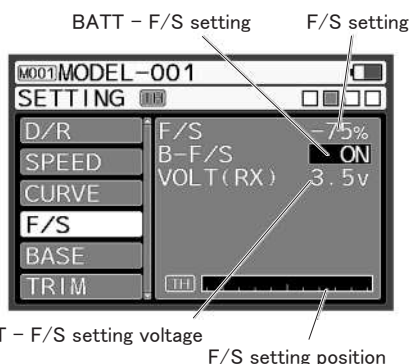 BATT - F/S setting F/S setting
M001 MODEL-001
SETTING TH
D/R F/S -75%
SPEED B-F/S ON
CURVE VOLT(RX) 3.5v
F/S
BASE
TRIM TH
T - F/S setting voltage
F/S setting position